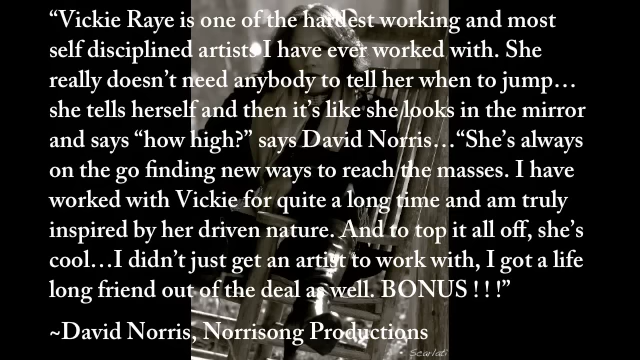 “Vickie Raye is one of the hardest working and most
self disciplined artists I have ever worked with. She
really doesn’t need anybody to tell her when to jump…
she tells herself and then it’s like she looks in the mirror
and says “how high?” says David Norris…“She’s always
on the go finding new ways to reach the masses. I have
worked with Vickie for quite a long time and am truly
inspired by her driven nature. And to top it all off, she’s
cool…I didn’t just get an artist to work with, I got a life
long friend out of the deal as well. BONUS ! ! !”
~David Norris, Norrisong Productions